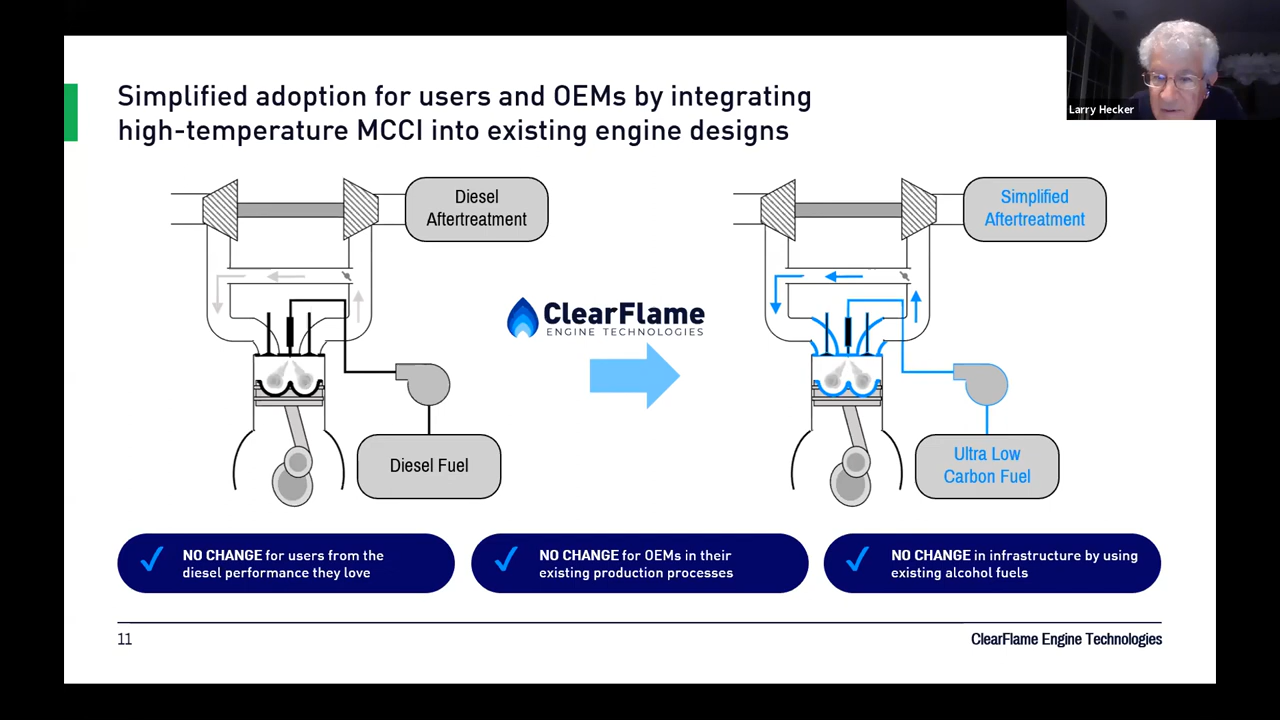 Simplified adoption for users and OEMs by integrating
high-temperature MCCI into existing engine designs
Larry Hecker
Diesel
Aftertreatment
Simplified
Aftertreatment
ClearFlame
ENGINE TECHNOLOGIES
Diesel Fuel
Ultra Low
Carbon Fuel
NO CHANGE for users from the
diesel performance they love
NO CHANGE for OEMs in their
existing production processes
NO CHANGE in infrastructure by using
existing alcohol fuels
11
ClearFlame Engine Technologies